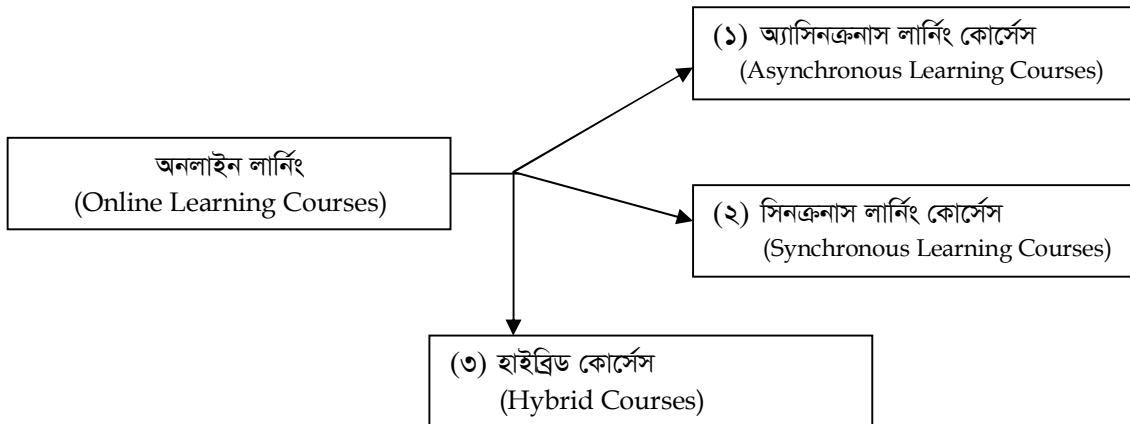 (১) অ্যাসিনক্রনাস লার্নিং কোর্সেস
(Asynchronous Learning Courses)
অনলাইন লার্নিং
(Online Learning Courses)
(২) সিনক্রনাস লার্নিং কোর্সেস
(Synchronous Learning Courses)
(৩) হাইব্রিড কোর্সেস
(Hybrid Courses)